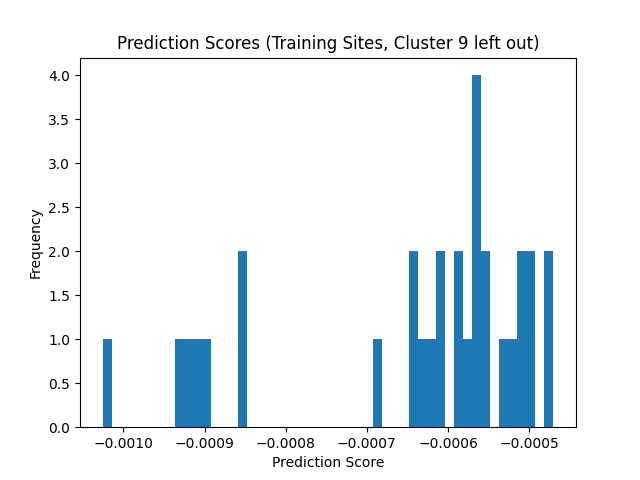 Prediction Scores (Training Sites, Cluster 9 left out)
4.0
3.5
3.0
2.5
2.0
1.5
1.0
0.5
0.0
Frequency
−0.0010 −0.0009 −0.0008 −0.0007 −0.0006 −0.0005
Prediction Score